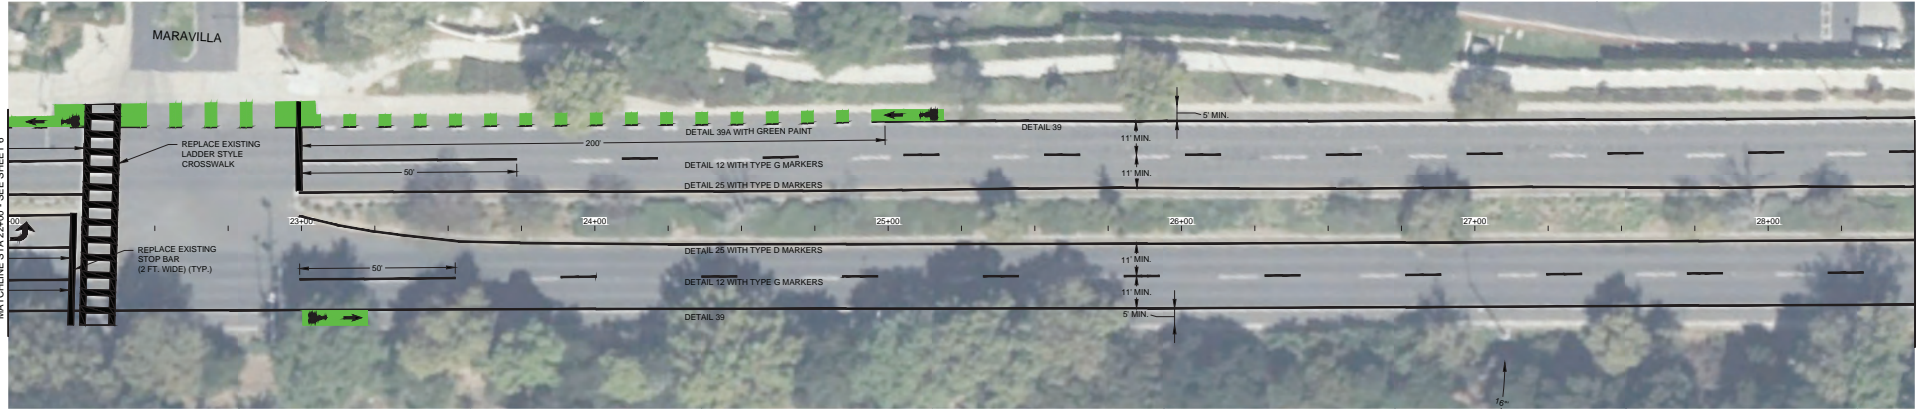 MARAVILLA
REPLACE EXISTING
LADDER STYLE
CROSSWALK
DETAIL 39A WITH GREEN PAINT
200'
DETAIL 39
5' MIN.
11' MIN.
DETAIL 12 WITH TYPE G MARKERS
50'
11' MIN.
DETAIL 25 WITH TYPE D MARKERS
23+00
24+00
25+00
26+00
27+00
28+00
REPLACE EXISTING
STOP BAR
(2 FT. WIDE) (TYP.)
DETAIL 25 WITH TYPE D MARKERS
11' MIN.
50'
DETAIL 12 WITH TYPE G MARKERS
11' MIN.
DETAIL 39
5' MIN.